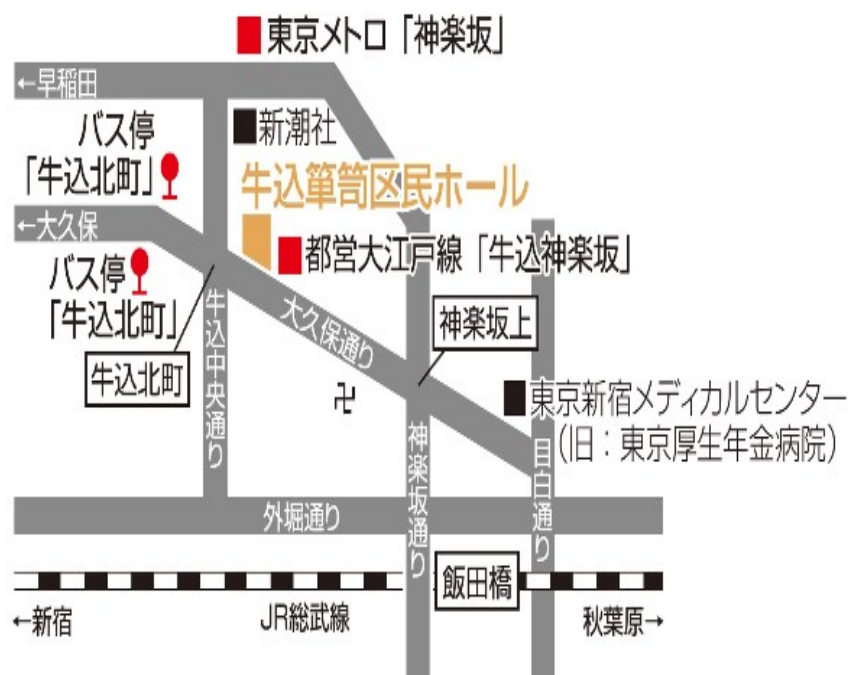 東京メトロ「神楽坂」
←早稲田
バス停
「牛込北町」
新潮社
牛込箪笥区民ホール
←大久保
都営大江戸線「牛込神楽坂」
バス停
「牛込北町」
大久保通り
神楽坂上
牛込北町
牛込中央通り
卍
東京新宿メディカルセンター
（旧：東京厚生年金病院）
神楽坂通り
目白通り
外堀通り
飯田橋
←新宿
JR総武線
秋葉原→